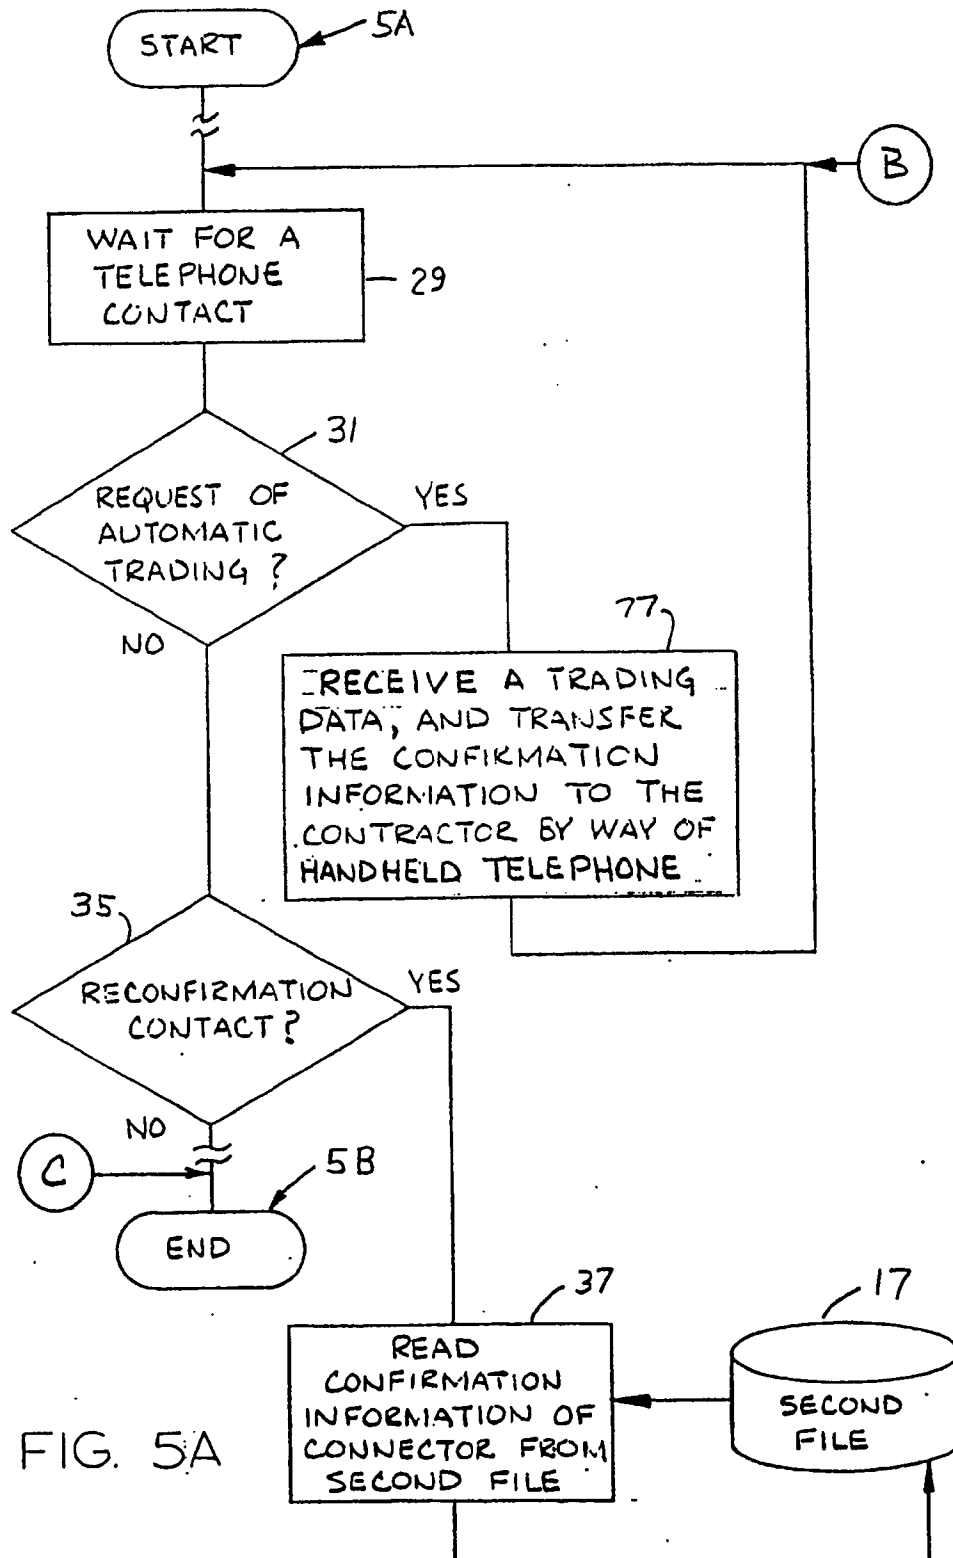 START
5A
B
WAIT FOR A
TELEPHONE
CONTACT
29
31
REQUEST OF
AUTOMATIC
TRADING ?
YES
NO
77
RECEIVE A TRADING
DATA, AND TRANSFER
THE CONFIRMATION
INFORMATION TO THE
CONTRACTOR BY WAY OF
HANDHELD TELEPHONE
35
RECONFIRMATION
CONTACT?
YES
NO
C
5B
END
37
READ
CONFIRMATION
INFORMATION OF
CONNECTOR FROM
SECOND FILE
17
SECOND
FILE
FIG. 5A